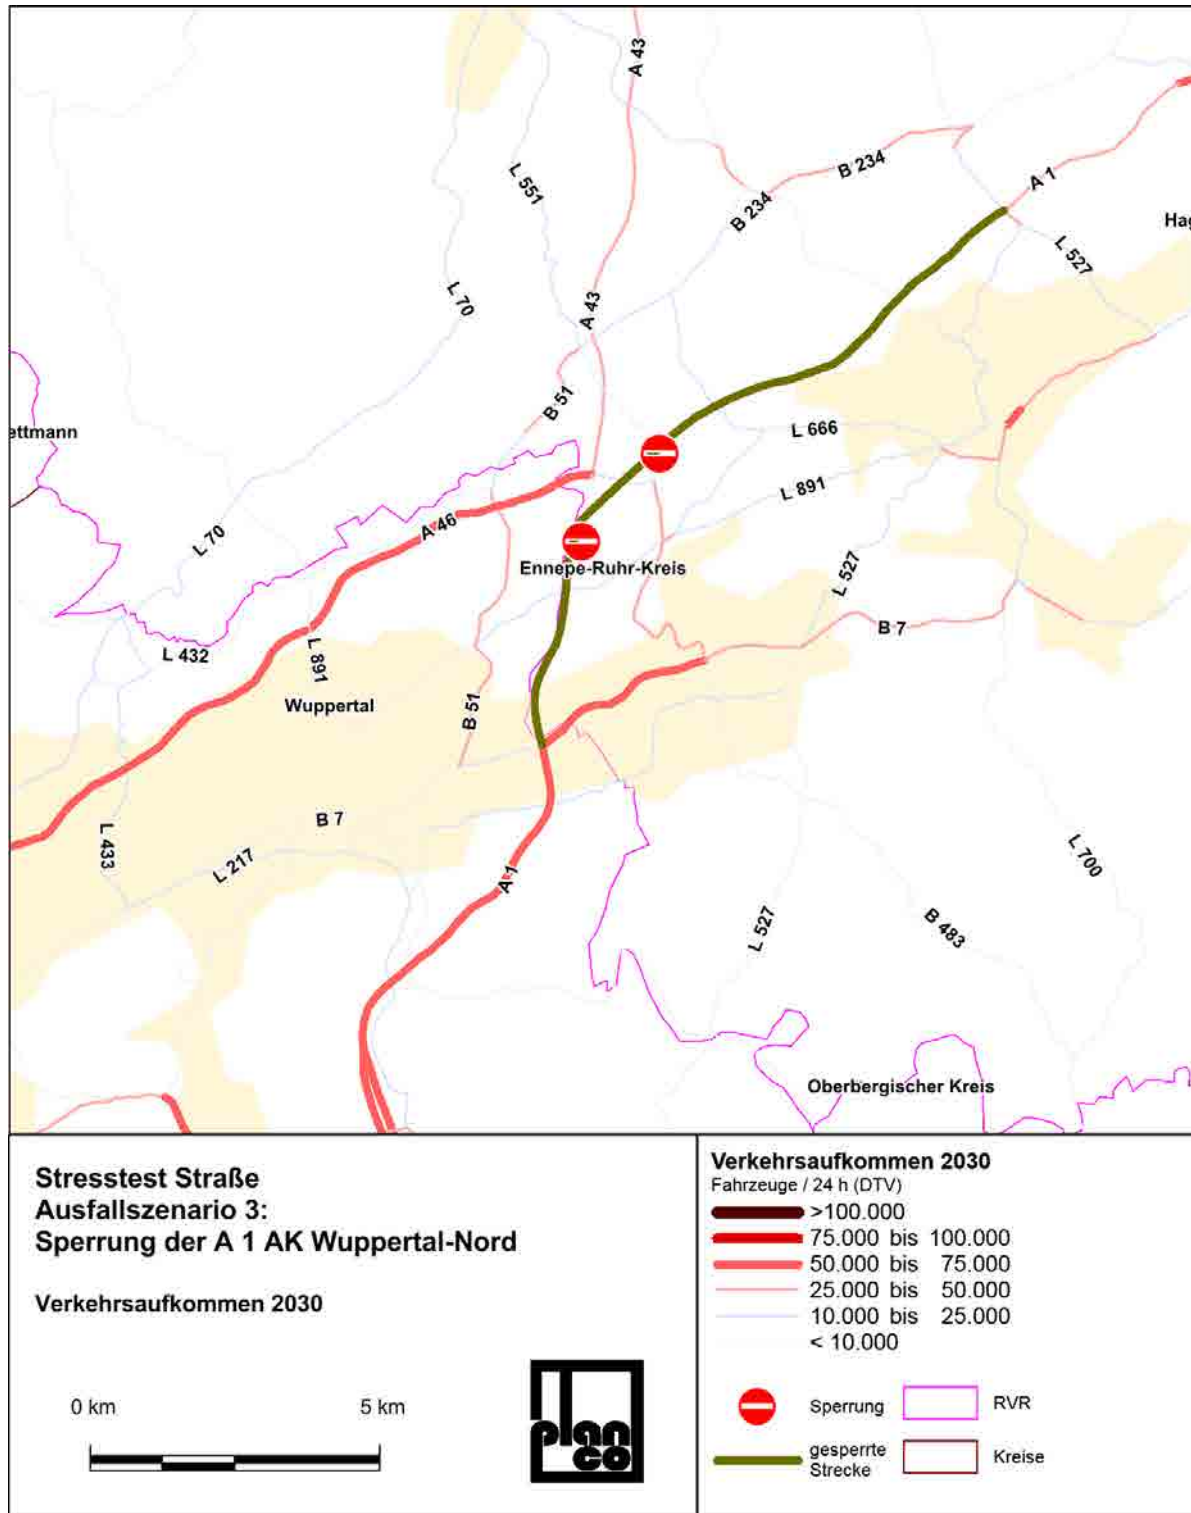 A 43
L 551
B 234
B 234
A 1
Hag
L 527
L 70
A 43
B 51
ettmann
L 666
L 891
A 46
L 70
Ennepe-Ruhr-Kreis
L 527
B 7
L 432
L 891
Wuppertal
B 51
B 7
L 433
L 217
A 1
L 700
L 527
B 483
Oberbergischer Kreis
Stresstest Straße
Ausfallszenario 3:
Sperrung der A 1 AK Wuppertal-Nord
Verkehrsaufkommen 2030
0 km 5 km
plan
co
Verkehrsaufkommen 2030
Fahrzeuge / 24 h (DTV)
>100.000
75.000 bis 100.000
50.000 bis 75.000
25.000 bis 50.000
10.000 bis 25.000
< 10.000
Sperrung RVR
gesperrte
Strecke
Kreise